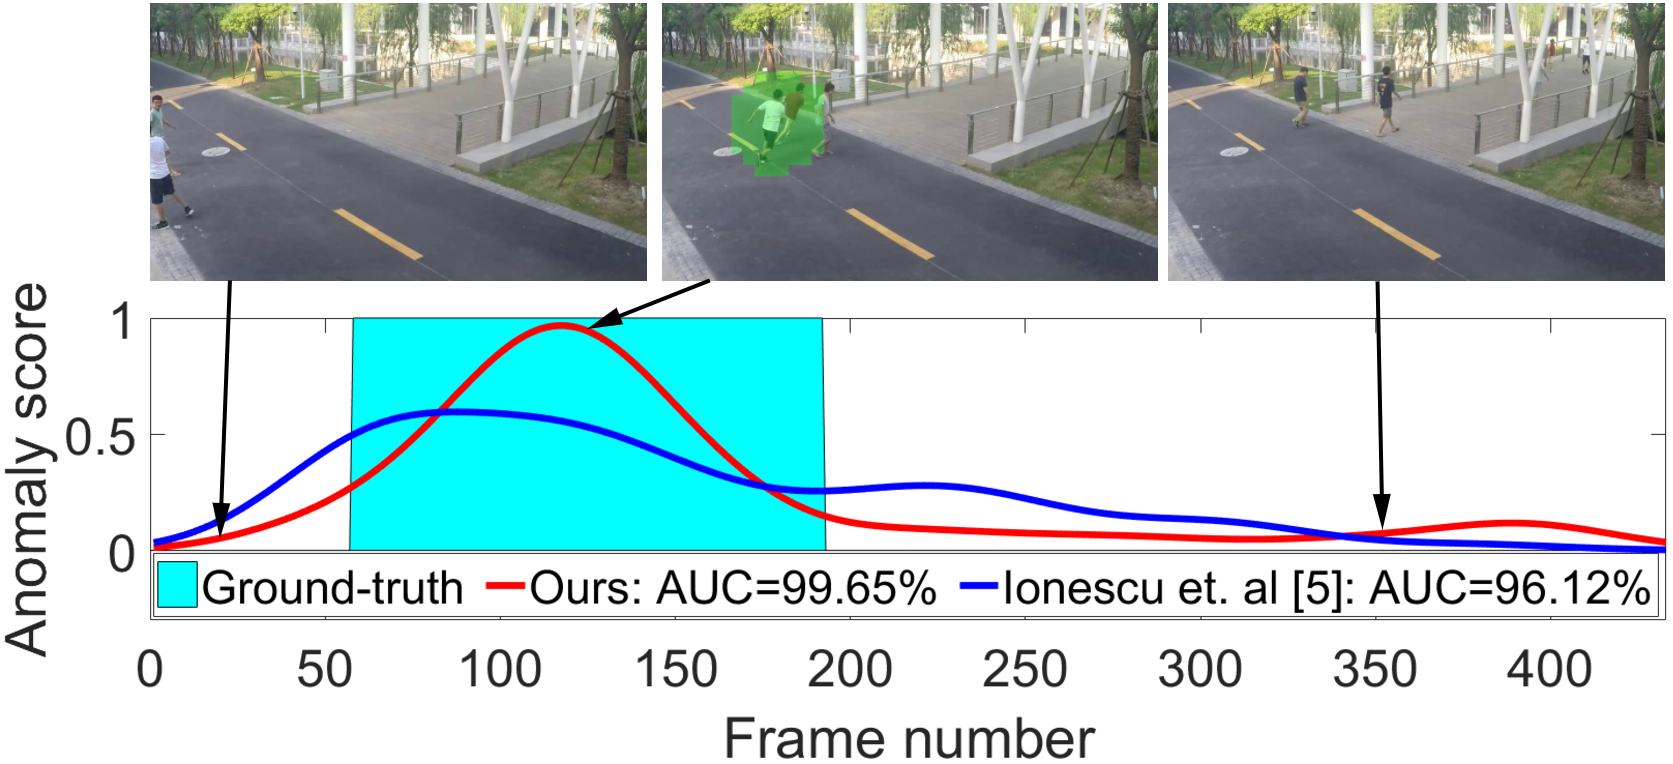 Anomaly score
1
0.5
0
Ground-truth Ours: AUC=99.65% Ionescu et. al [5]: AUC=96.12%
0 50 100 150 200 250 300 350 400
Frame number